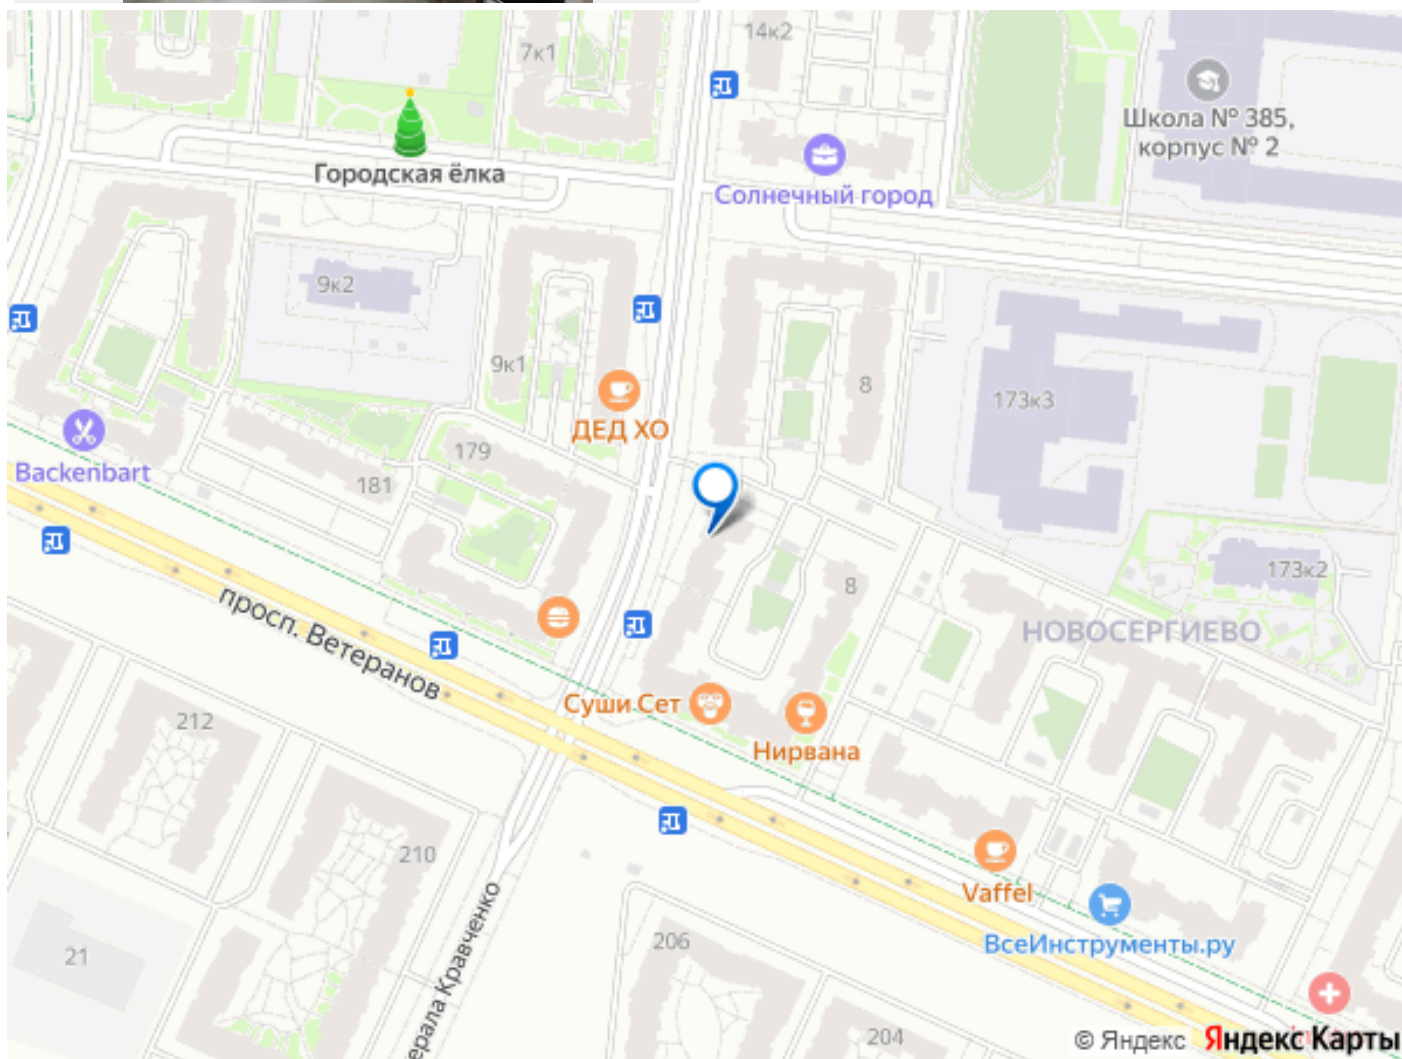 14к2
7к1
Школа № 385,
корпус № 2
Городская ёлка
Солнечный город
9к2
9к1
8
173к3
ДЕД ХО
179
Backenbart
181
8
173к2
НОВОСЕРГИЕВО
просп. Ветеранов
Суши Сет
212
Нирвана
210
Vaffel
206
ВсеИнструменты.ру
21
ерала Кравченко
204
© Яндекс Яндекс Карты